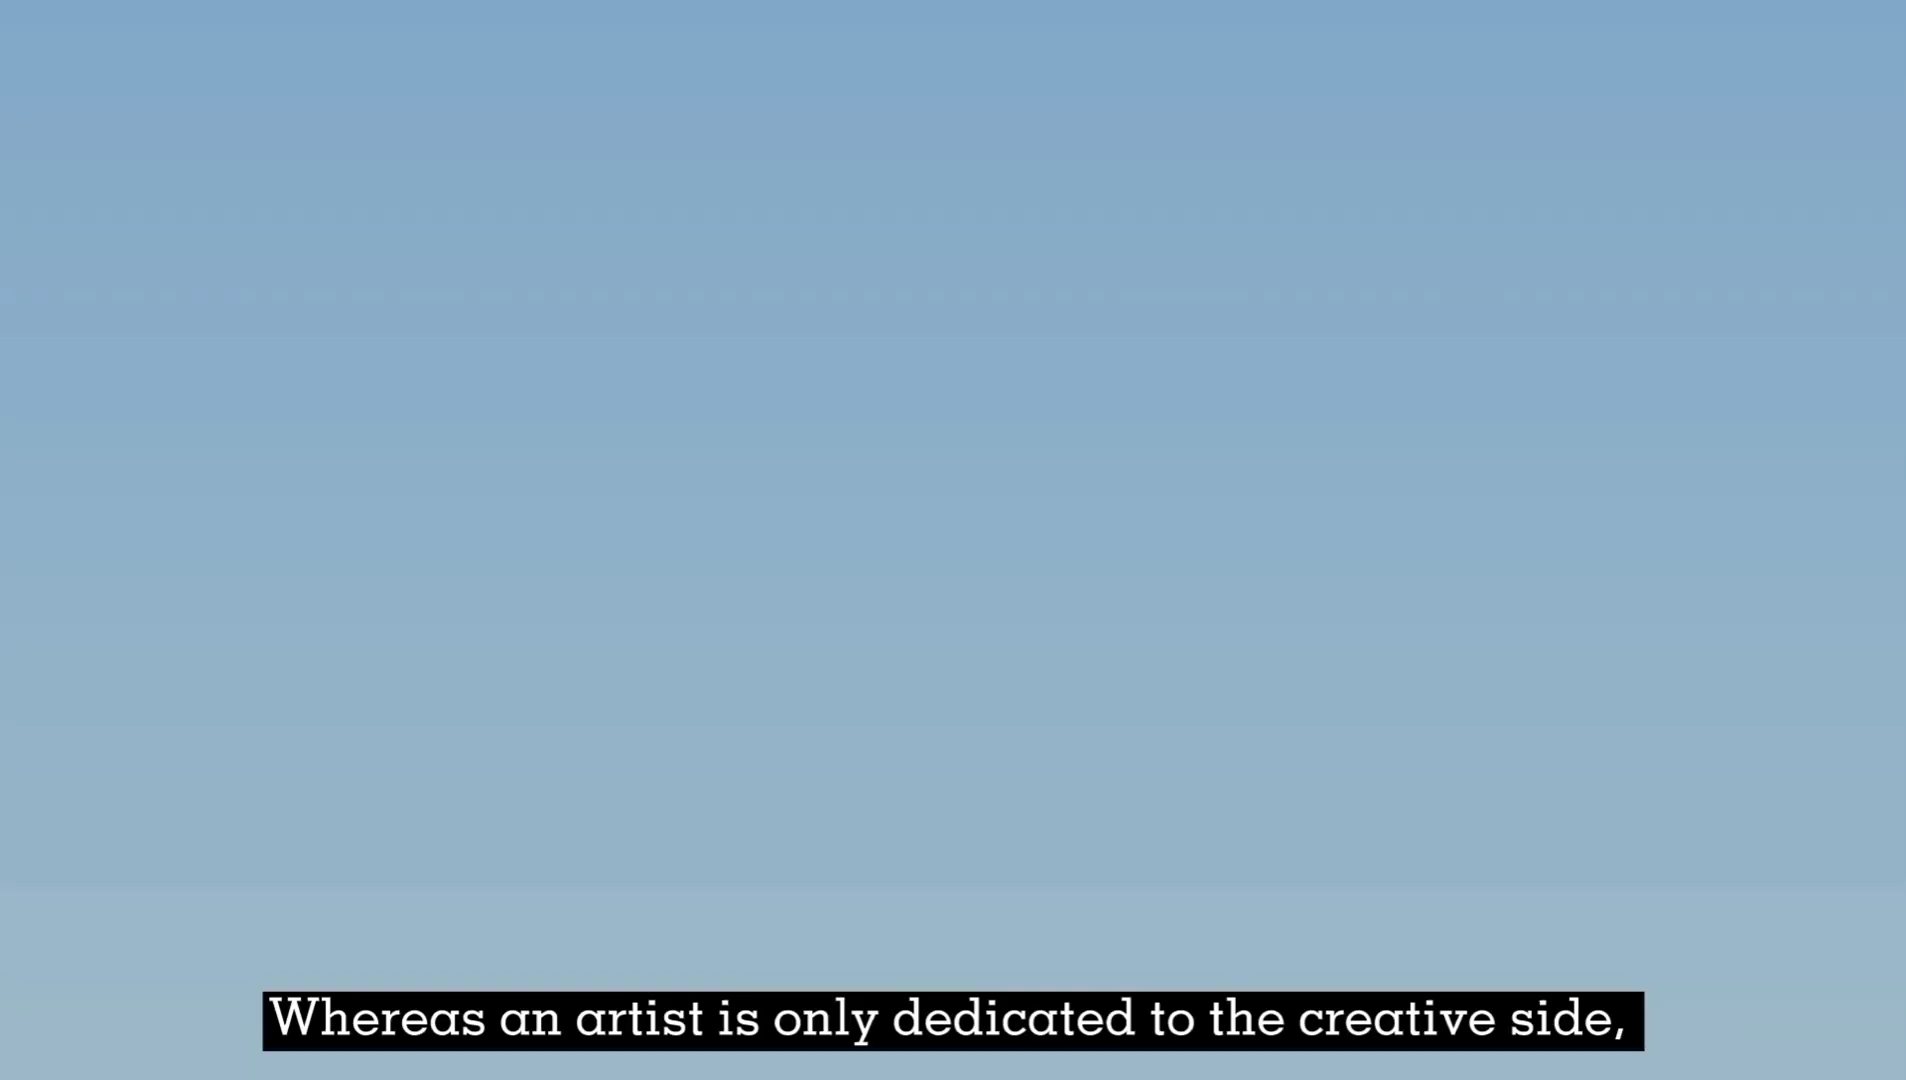 Whereas an artist is only dedicated to the creative side,